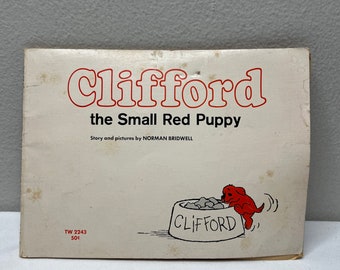 Clifford
the Small Red Puppy
Story and pictures by NORMAN BRIDWELL
CLIFFORD
TW 2243
501